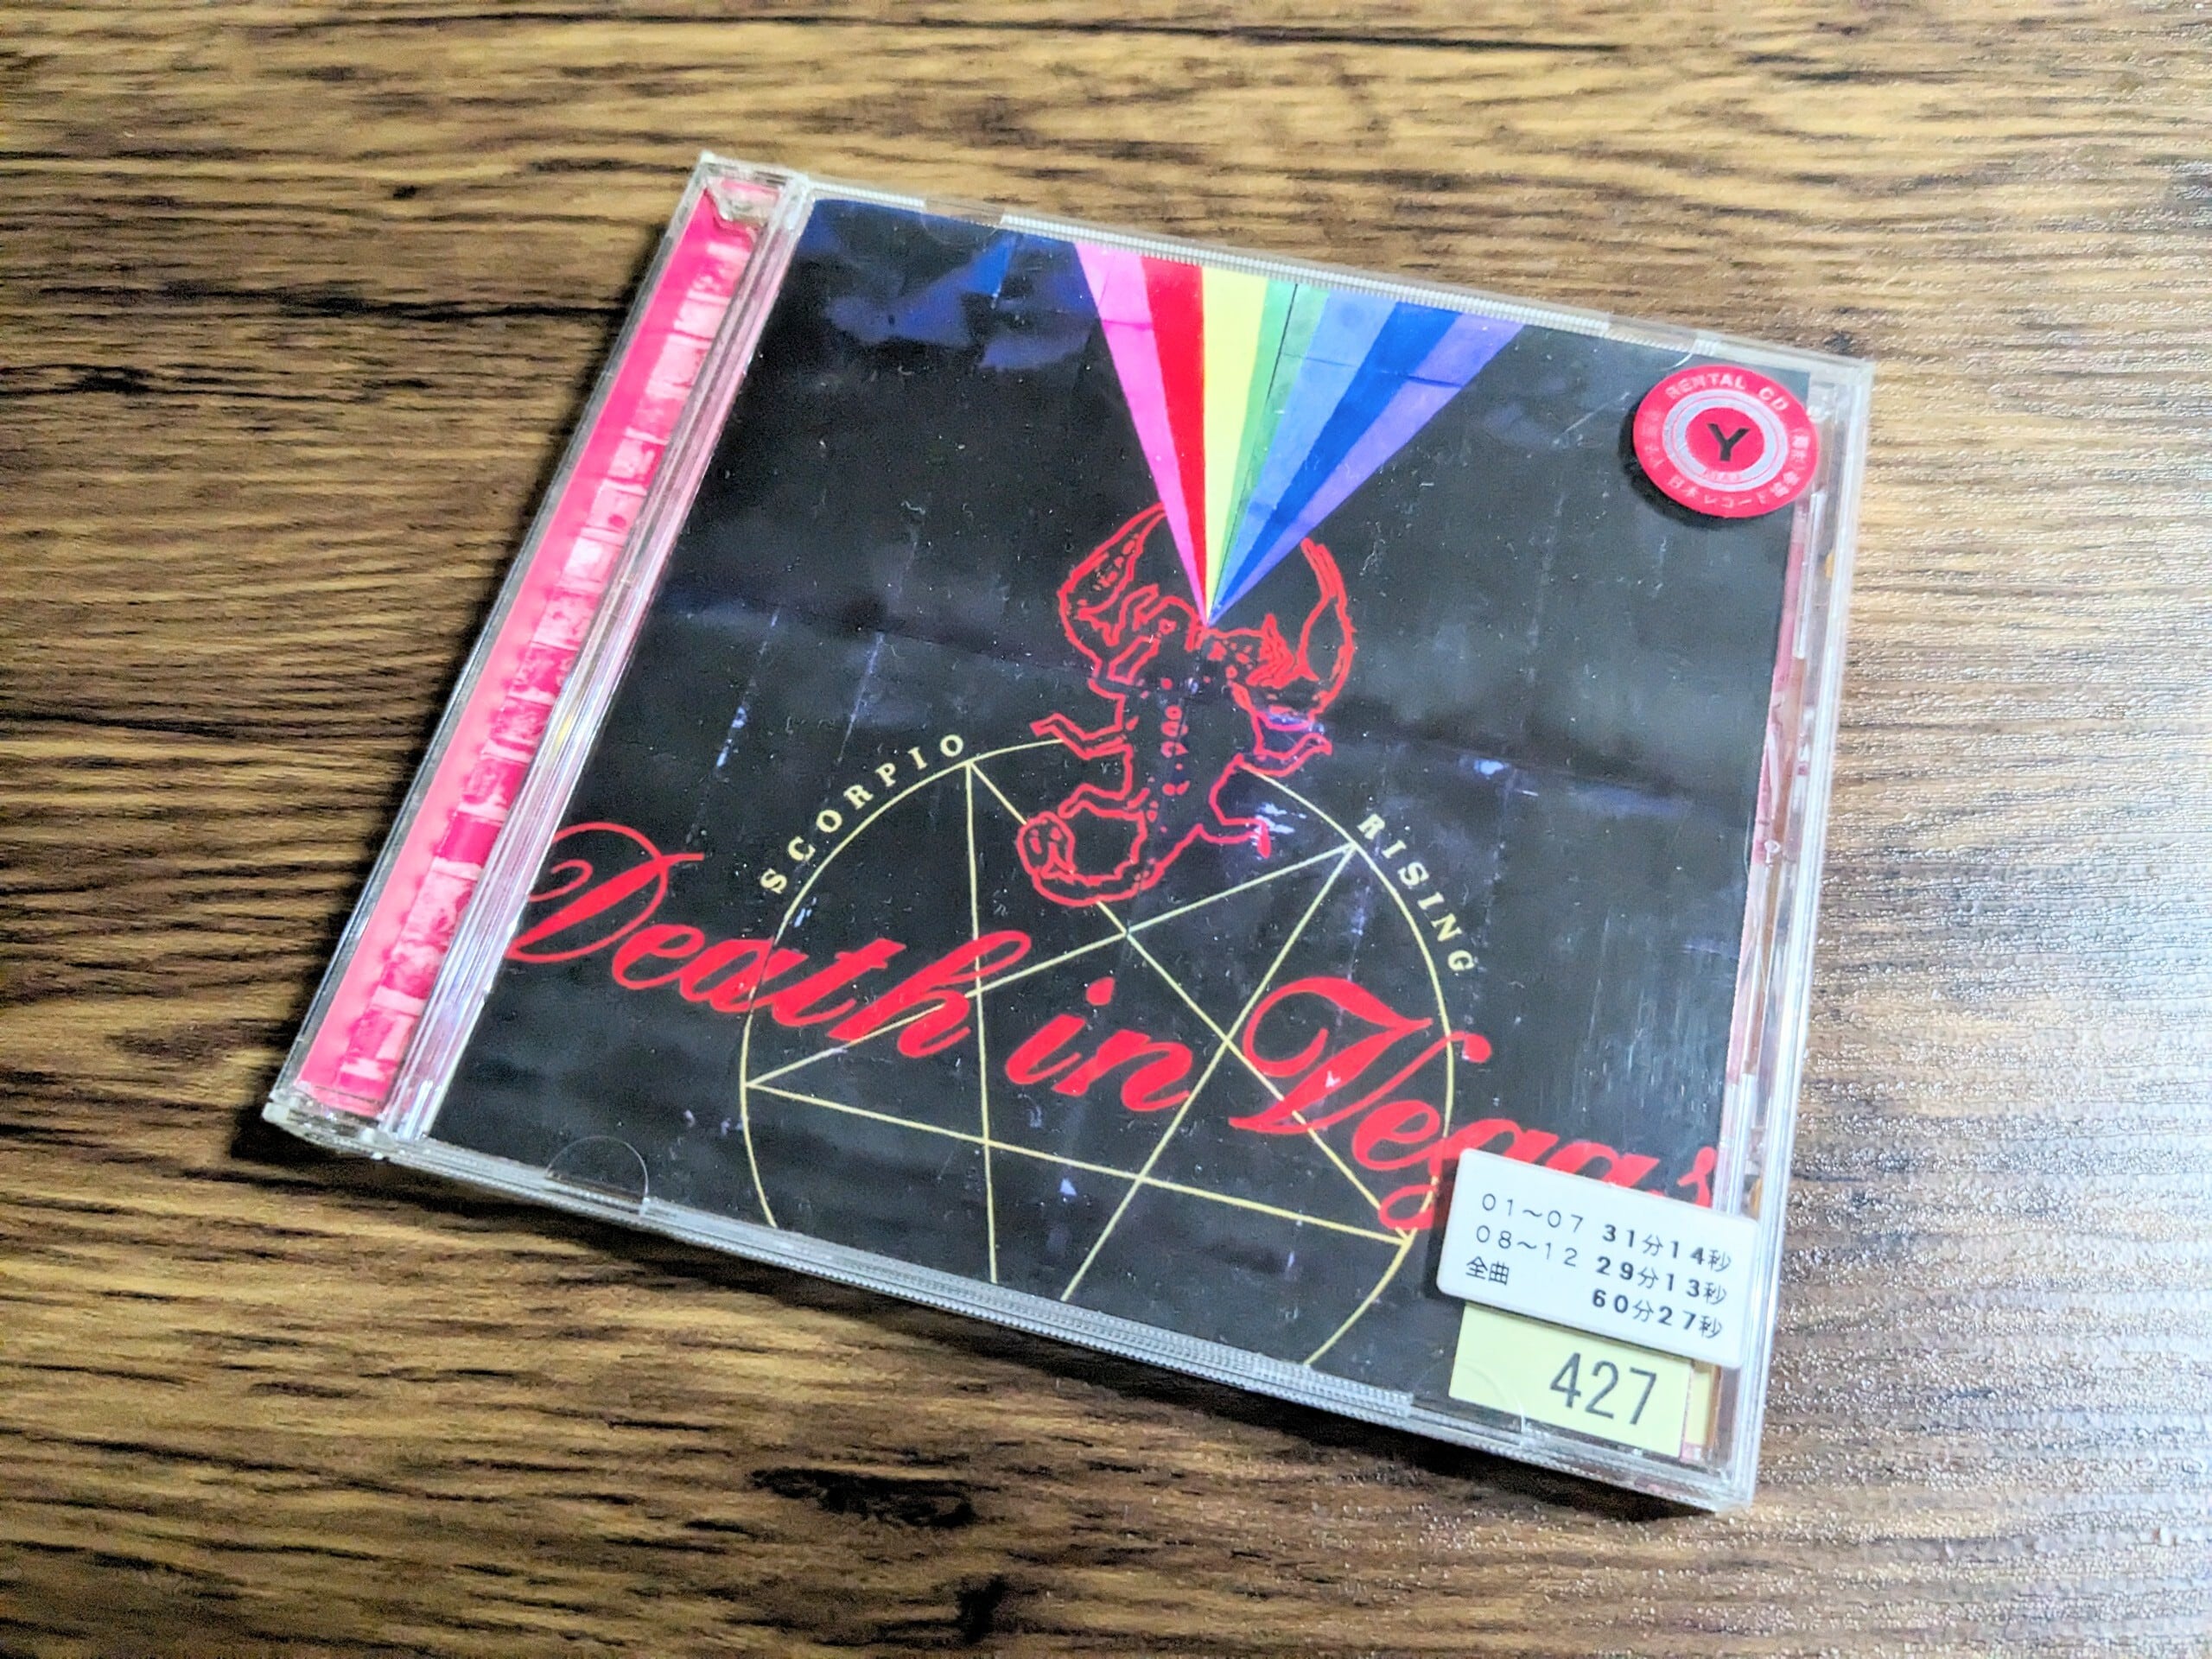 RENTAL CD
Y
日本レコード協会
SCORPIO RISING
Death in Vegas
01〜07 31分14秒
08〜12 29分13秒
全曲 60分27秒
427